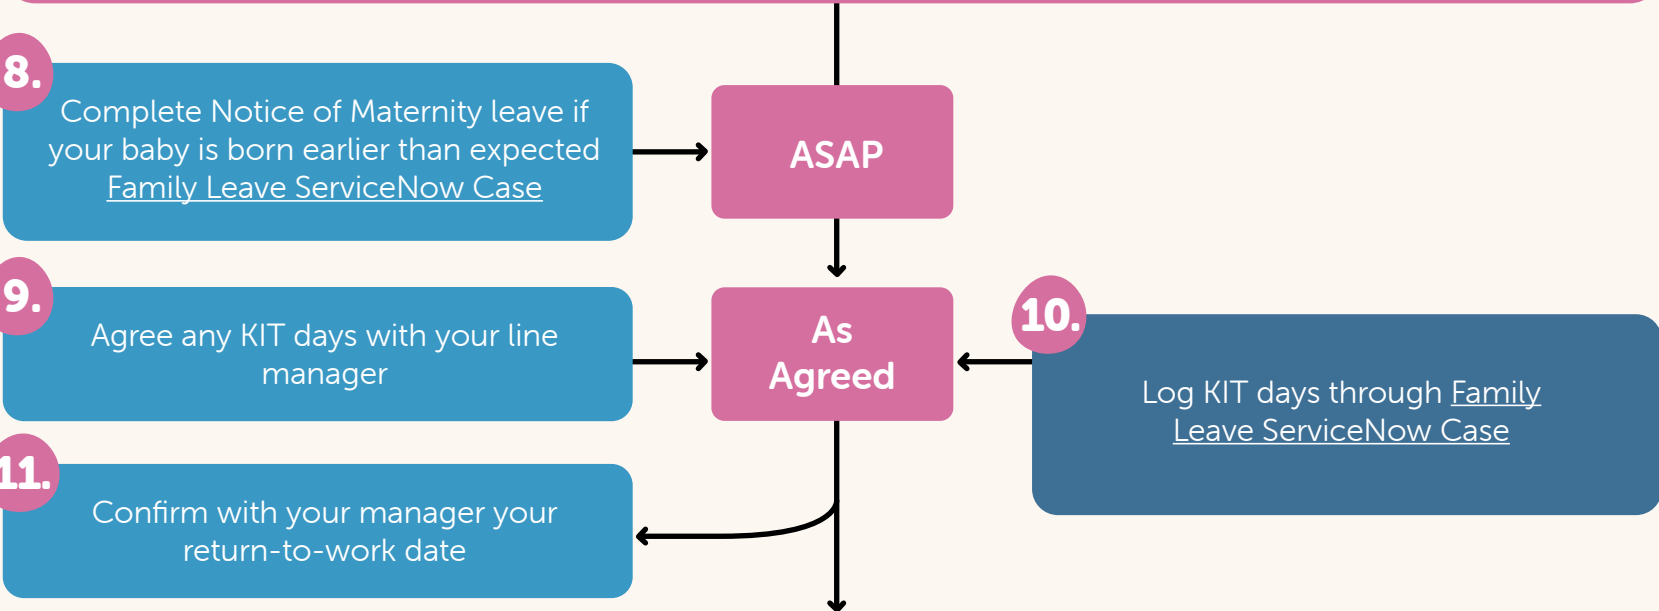 8.
Complete Notice of Maternity leave if
your baby is born earlier than expected
Family Leave ServiceNow Case
ASAP
9.
Agree any KIT days with your line
manager
As
Agreed
10.
Log KIT days through Family
Leave ServiceNow Case
11.
Confirm with your manager your
return-to-work date